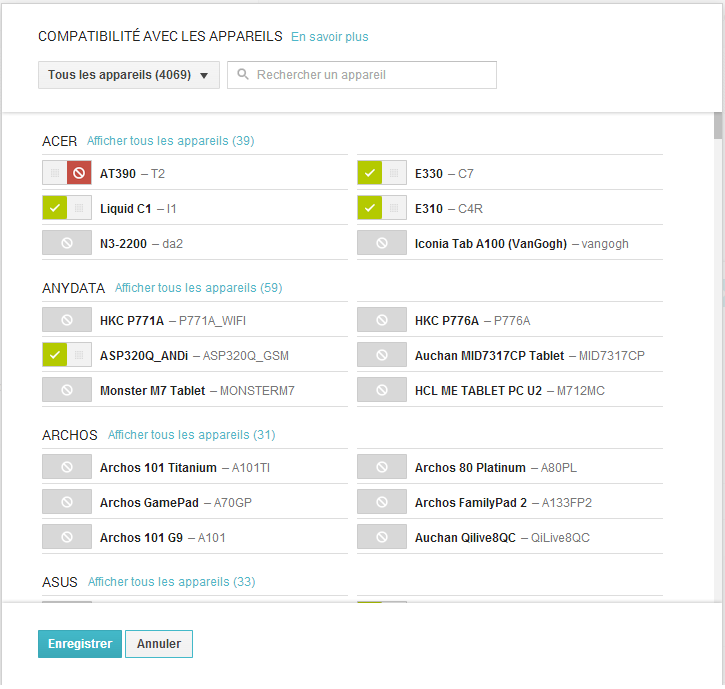 COMPATIBILITÉ AVEC LES APPAREILS En savoir plus
Tous les appareils (4069) Rechercher un appareil
ACER Afficher tous les appareils (39)
AT390 – T2 E330 – C7
Liquid C1 – I1 E310 – C4R
N3-2200 – da2 Iconia Tab A100 (VanGogh) – vangogh
ANYDATA Afficher tous les appareils (59)
HKC P771A – P771A_WIFI HKC P776A – P776A
ASP320Q_ANDi – ASP320Q_GSM Auchan MID7317CP Tablet – MID7317CP
Monster M7 Tablet – MONSTERM7 HCL ME TABLET PC U2 – M712MC
ARCHOS Afficher tous les appareils (31)
Archos 101 Titanium – A101TI Archos 80 Platinum – A80PL
Archos GamePad – A70GP Archos FamilyPad 2 – A133FP2
Archos 101 G9 – A101 Auchan Qilive8QC – QiLive8QC
ASUS Afficher tous les appareils (33)
Enregistrer Annuler